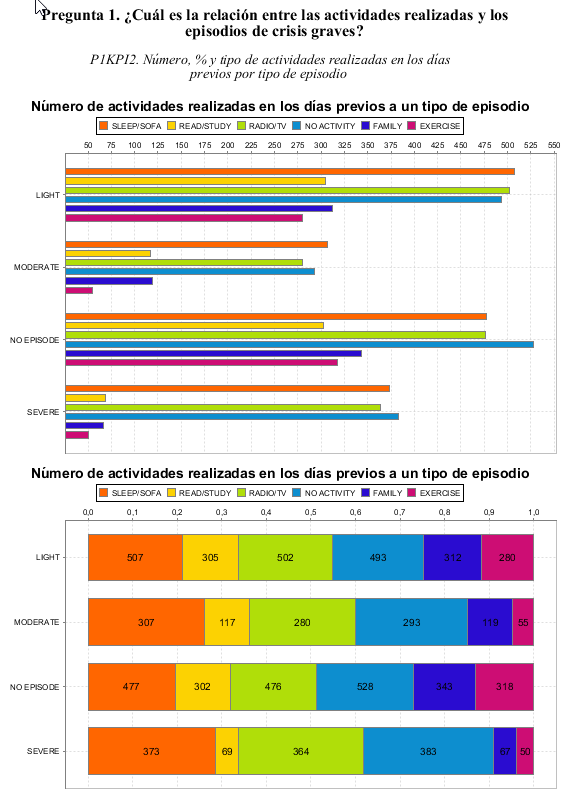 Pregunta 1. ¿Cuál es la relación entre las actividades realizadas y los
episodios de crisis graves?
P1KPI2. Número, % y tipo de actividades realizadas en los días
previos por tipo de episodio
Número de actividades realizadas en los días previos a un tipo de episodio
SLEEP/SOFA READ/STUDY RADIO/TV NO ACTIVITY FAMILY EXERCISE
50 75 100 125 150 175 200 225 250 275 300 325 350 375 400 425 450 475 500 525 550
LIGHT
MODERATE
NO EPISODE
SEVERE
Número de actividades realizadas en los días previos a un tipo de episodio
SLEEP/SOFA READ/STUDY RADIO/TV NO ACTIVITY FAMILY EXERCISE
0,0 0,1 0,2 0,3 0,4 0,5 0,6 0,7 0,8 0,9 1,0
LIGHT 507 305 502 493 312 280
MODERATE 307 117 280 293 119 55
NO EPISODE 477 302 476 528 343 318
SEVERE 373 69 364 383 67 50